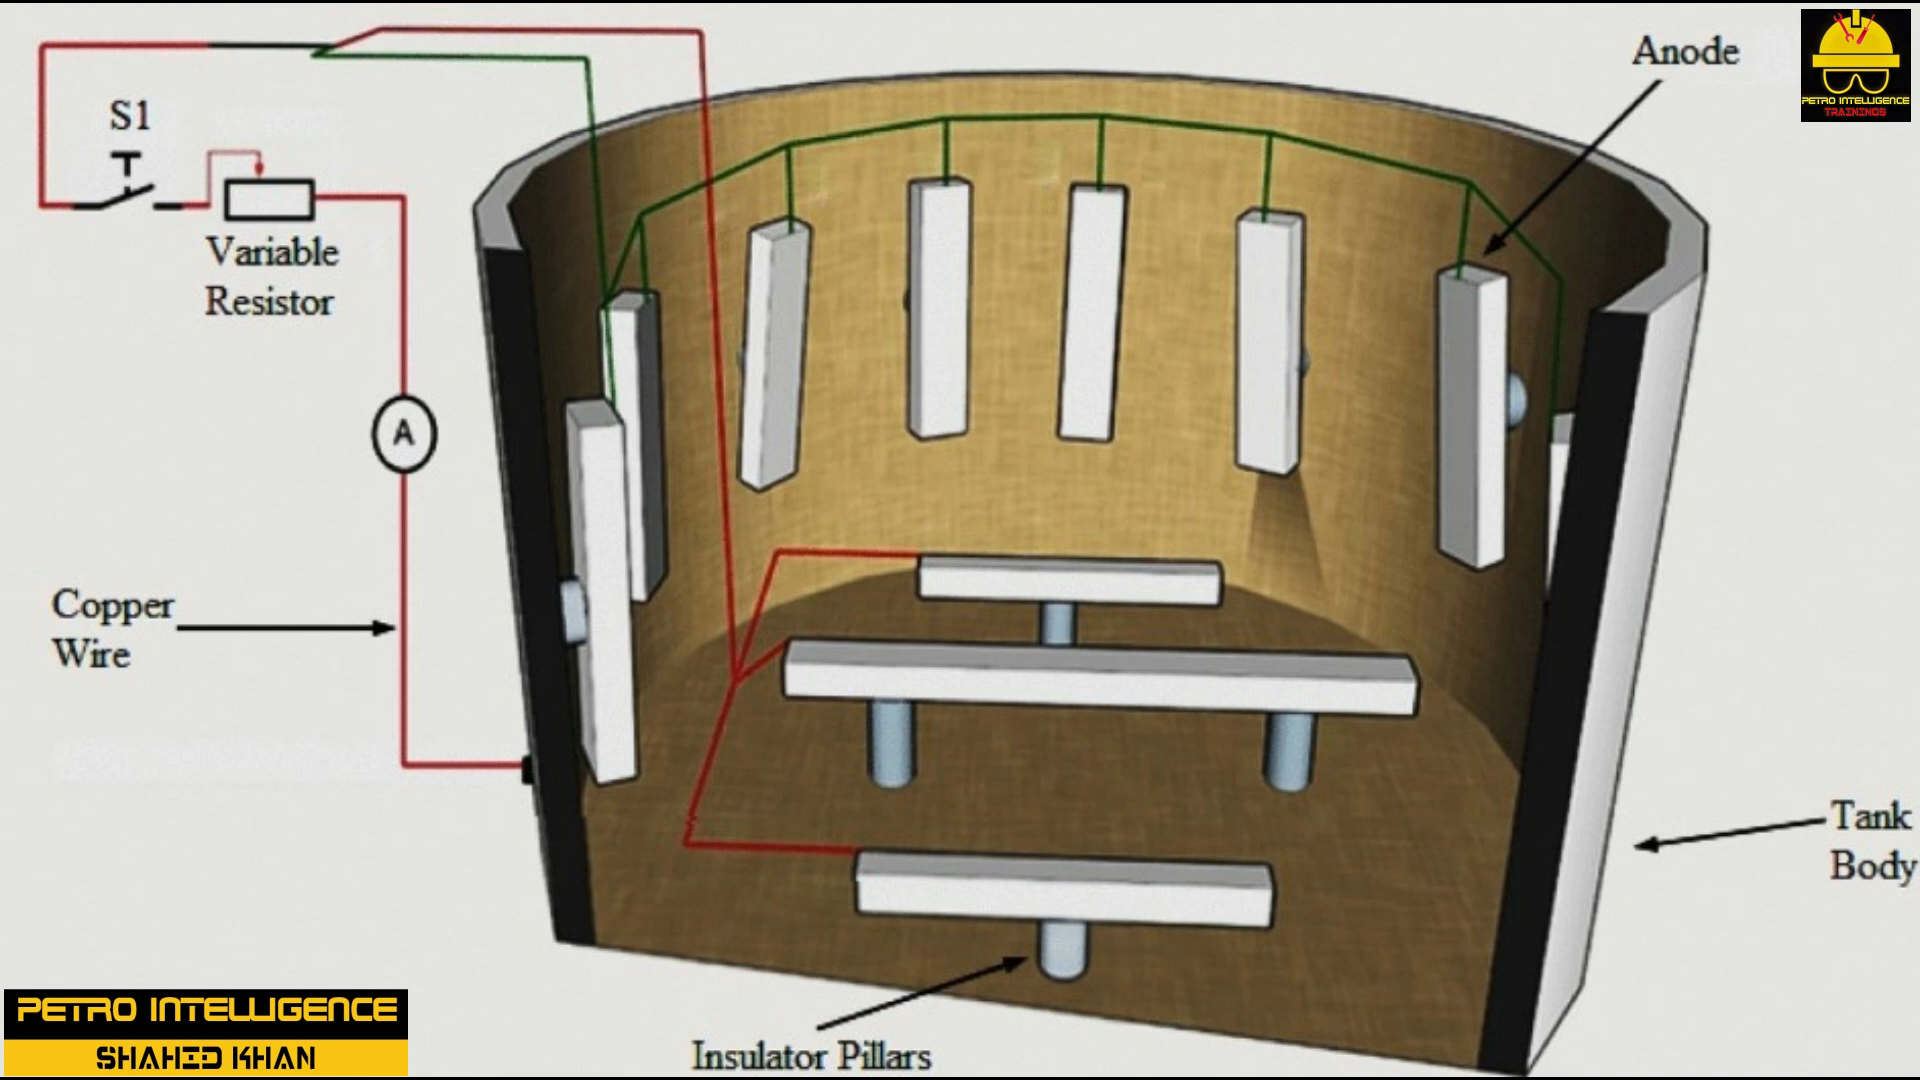 Anode
PETRO INTELLIGENCE
TRAININGS
S1
Variable
Resistor
A
Copper
Wire
Tank
Body
Insulator Pillars
PETRO INTELLIGENCE
SHAHID KHAN